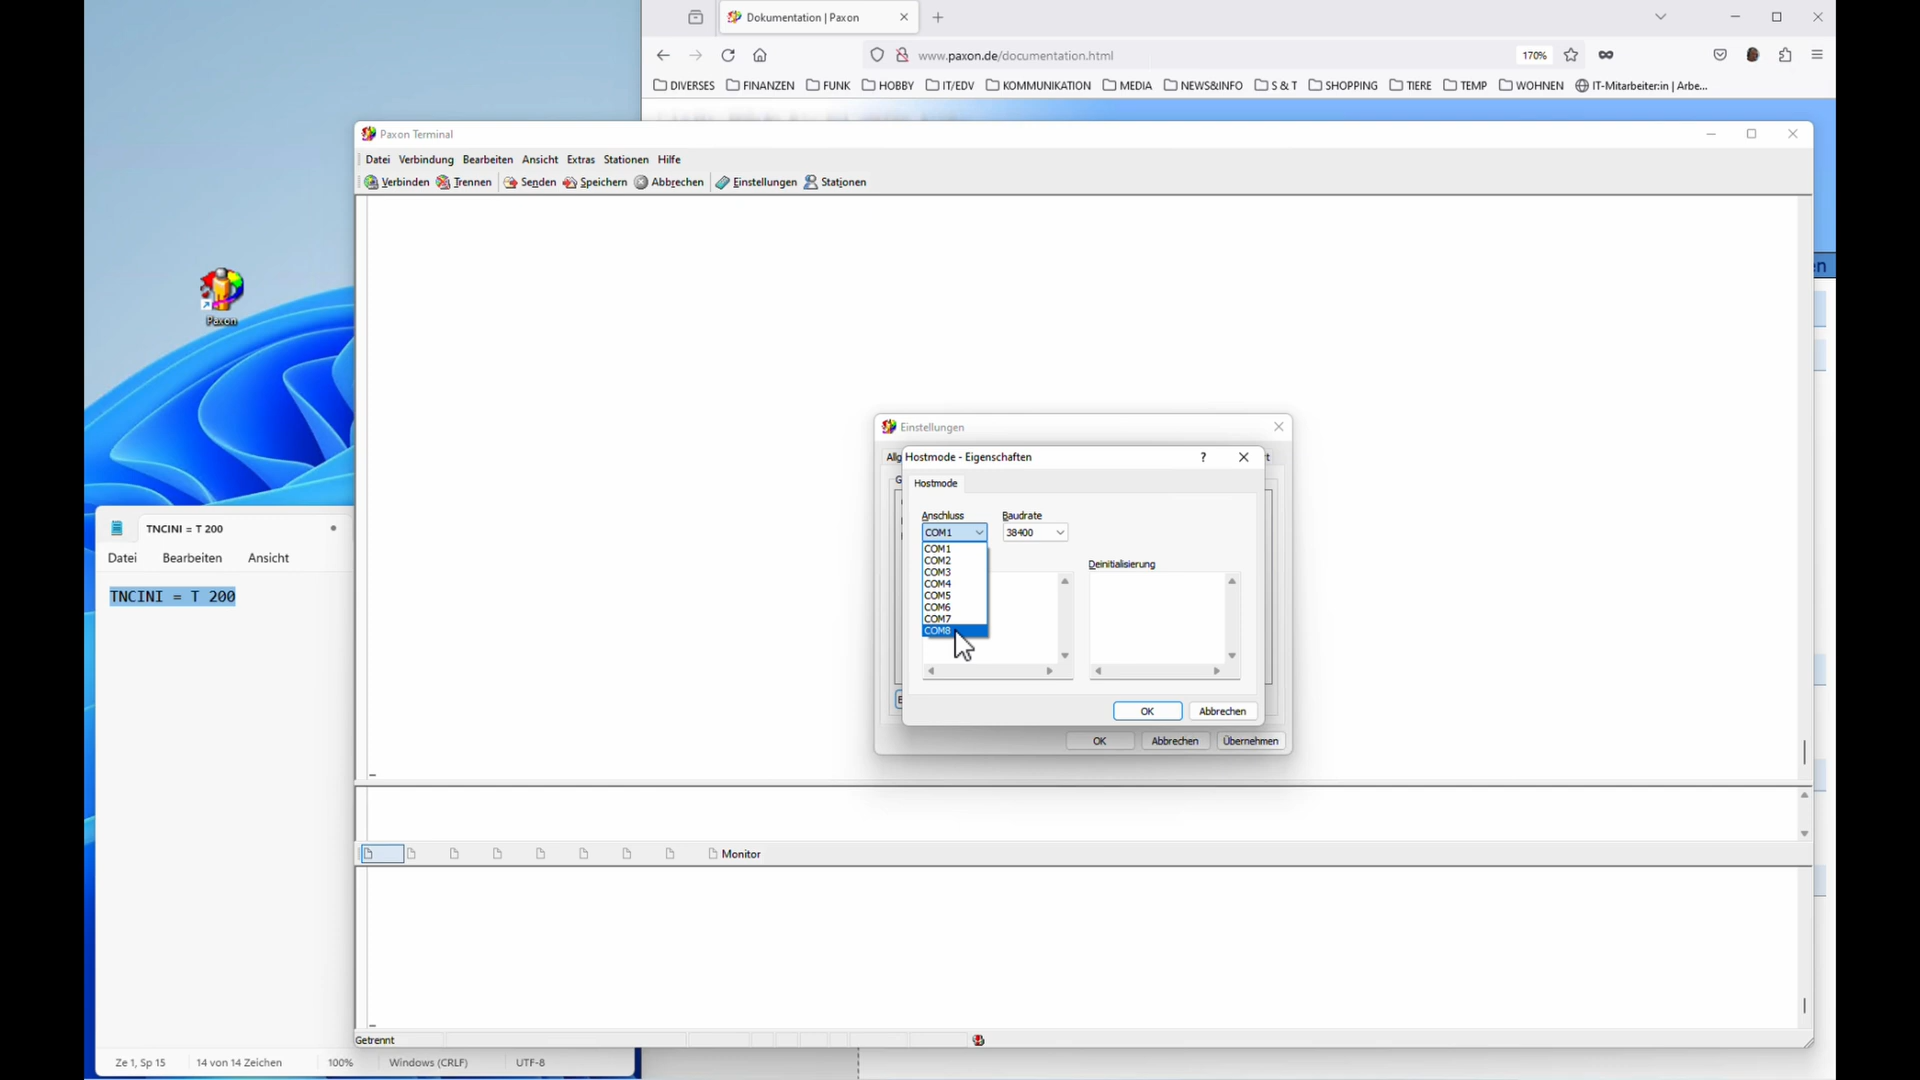 Dokumentation | Paxon
www.paxon.de/documentation.html
170%
DIVERSES
FINANZEN
FUNK
HOBBY
IT/EDV
KOMMUNIKATION
MEDIA
NEWS&INFO
S & T
SHOPPING
TIERE
TEMP
WOHNEN
IT-Mitarbeiter:in | Arbe...
Paxon Terminal
Datei Verbindung Bearbeiten Ansicht Extras Stationen Hilfe
Verbinden Trennen Senden Speichern Abbrechen Einstellungen Stationen
en
Paxon
Einstellungen
Allg
Hostmode - Eigenschaften
?
Hostmode
Anschluss
Baudrate
COM1
38400
COM1
COM2
COM3
COM4
COM5
COM6
COM7
COM8
Deinitialisierung
OK
Abbrechen
OK
Abbrechen
Übernehmen
TNCINI = T 200
Datei
Bearbeiten
Ansicht
TNCINI = T 200
Monitor
Getrennt
Ze 1, Sp 15
14 von 14 Zeichen
100%
Windows (CRLF)
UTF-8